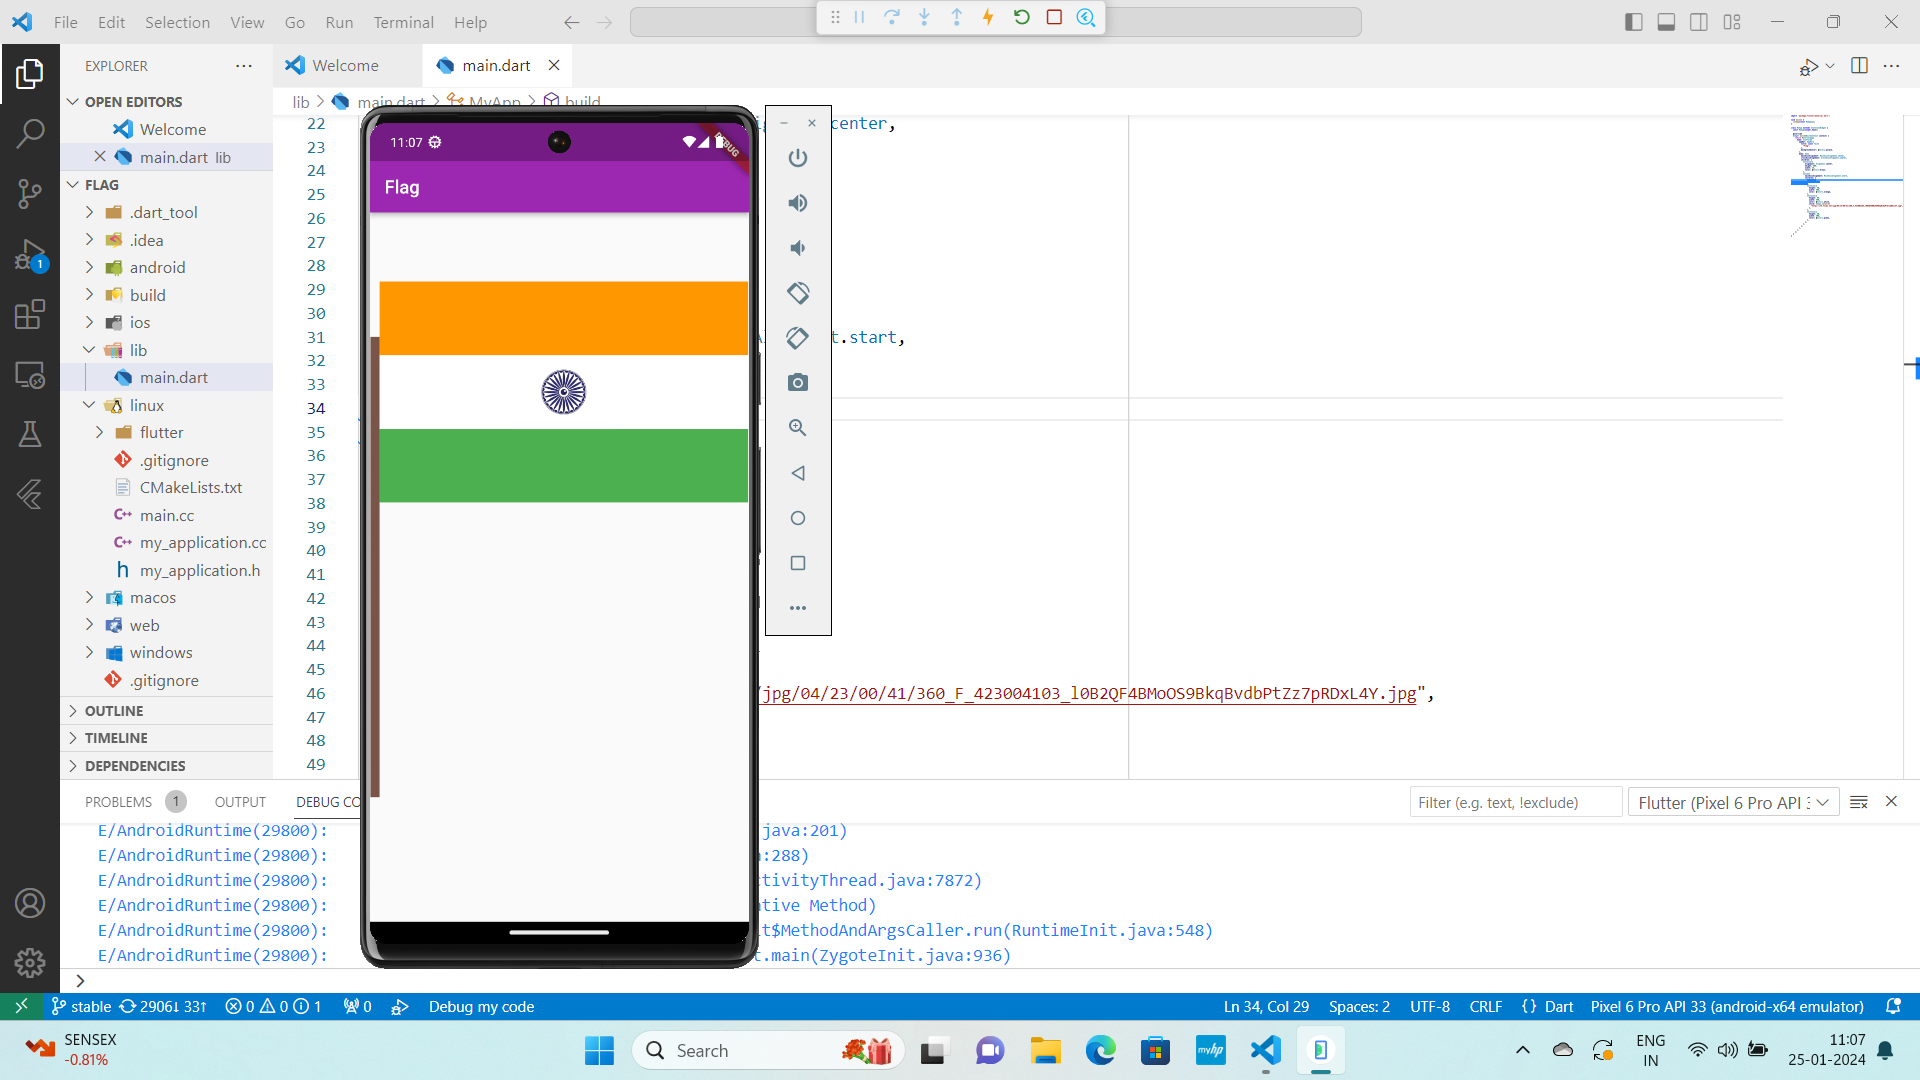 File Edit Selection View Go Run Terminal Help
EXPLORER
OPEN EDITORS
Welcome
main.dart lib
FLAG
.dart_tool
.idea
android
build
ios
lib
main.dart
linux
flutter
.gitignore
CMakeLists.txt
main.cc
my_application.cc
my_application.h
macos
web
windows
.gitignore
OUTLINE
TIMELINE
DEPENDENCIES
1
Welcome
main.dart
lib > main.dart > MyApp > build
22
23
24
25
26
27
28
29
30
31
32
33
34
35
36
37
38
39
40
41
42
43
44
45
46
47
48
49
center,
t.start,
/jpg/04/23/00/41/360_F_423004103_l0B2QF4BMoOS9BkqBvdbPtZz7pRDxL4Y.jpg",
11:07
DEBUG
Flag
PROBLEMS 1 OUTPUT DEBUG CO
Filter (e.g. text, !exclude)
Flutter (Pixel 6 Pro API 3
E/AndroidRuntime(29800): java:201)
E/AndroidRuntime(29800): :288)
E/AndroidRuntime(29800): ctivityThread.java:7872)
E/AndroidRuntime(29800): ative Method)
E/AndroidRuntime(29800): it$MethodAndArgsCaller.run(RuntimeInit.java:548)
E/AndroidRuntime(29800): t.main(ZygoteInit.java:936)
stable 2906↓ 33↑ 0 0 1 0 Debug my code
Ln 34, Col 29 Spaces: 2 UTF-8 CRLF {} Dart Pixel 6 Pro API 33 (android-x64 emulator)
SENSEX
-0.81%
Search
myhp
ENG
IN
11:07
25-01-2024